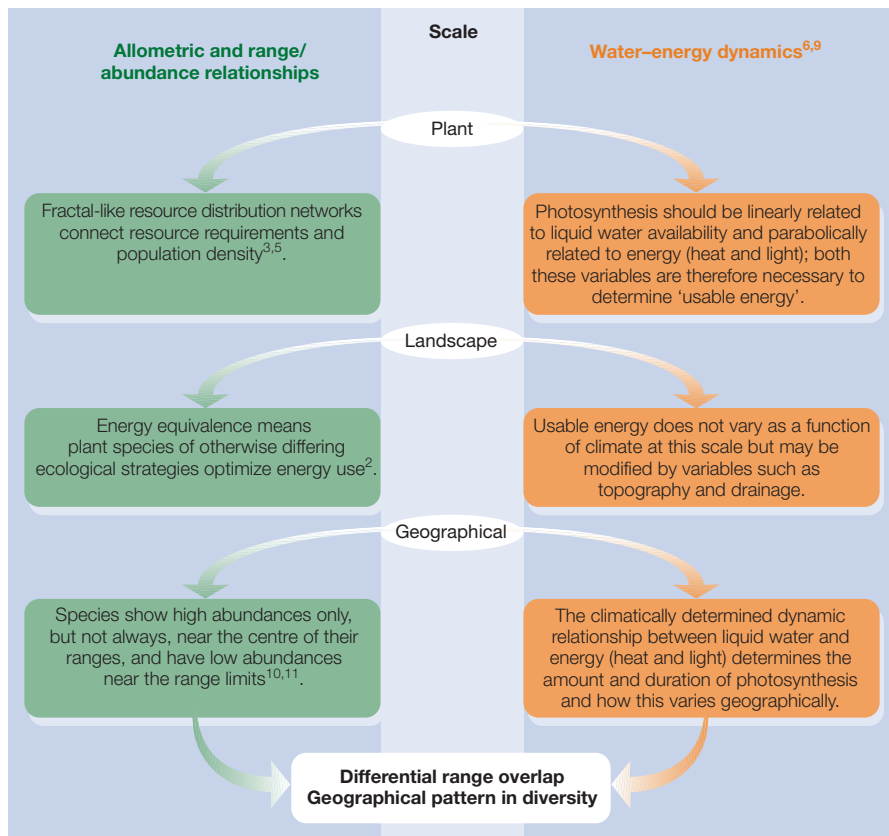 Scale
Allometric and range/
abundance relationships
Water–energy dynamics6,9
Plant
Fractal-like resource distribution networks
connect resource requirements and
population density3,5.
Photosynthesis should be linearly related
to liquid water availability and parabolically
related to energy (heat and light); both
these variables are therefore necessary to
determine ‘usable energy’.
Landscape
Energy equivalence means
plant species of otherwise differing
ecological strategies optimize energy use2.
Usable energy does not vary as a function
of climate at this scale but may be
modified by variables such as
topography and drainage.
Geographical
Species show high abundances only,
but not always, near the centre of their
ranges, and have low abundances
near the range limits10,11.
The climatically determined dynamic
relationship between liquid water and
energy (heat and light) determines the
amount and duration of photosynthesis
and how this varies geographically.
Differential range overlap
Geographical pattern in diversity